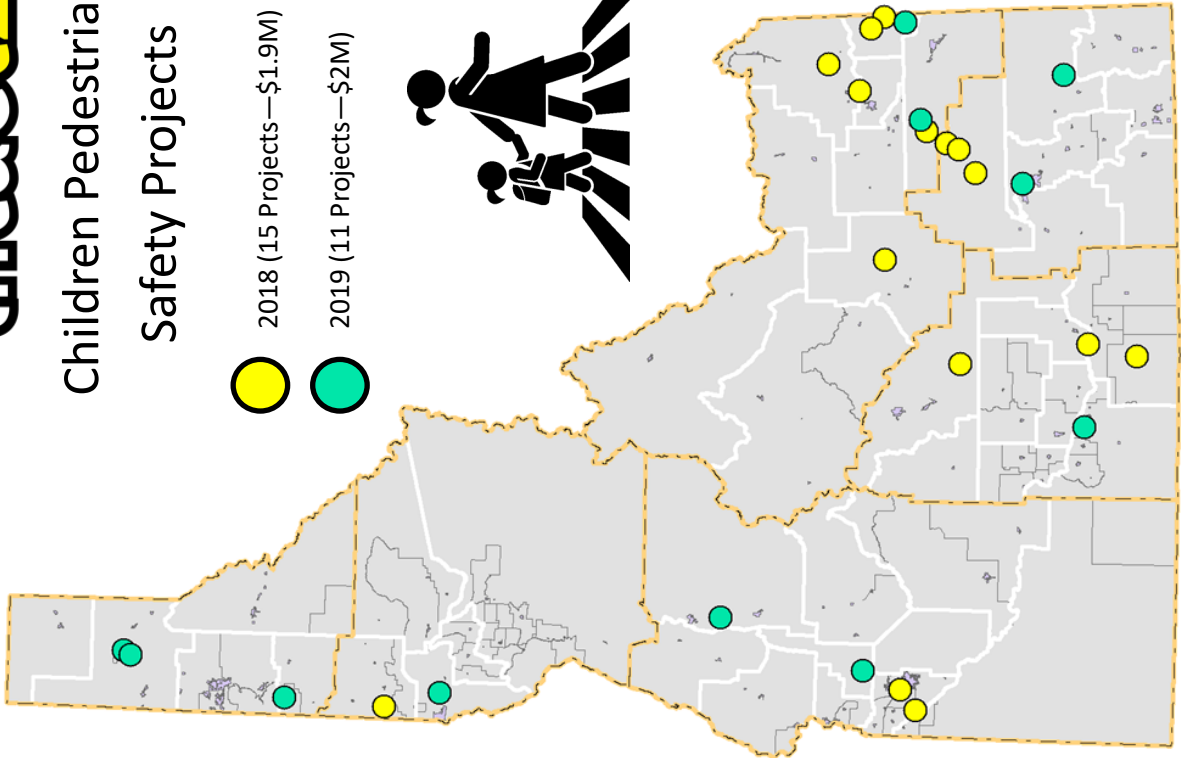 Children Pedestria
Safety Projects
2018 (15 Projects—$1.9M)
2019 (11 Projects—$2M)